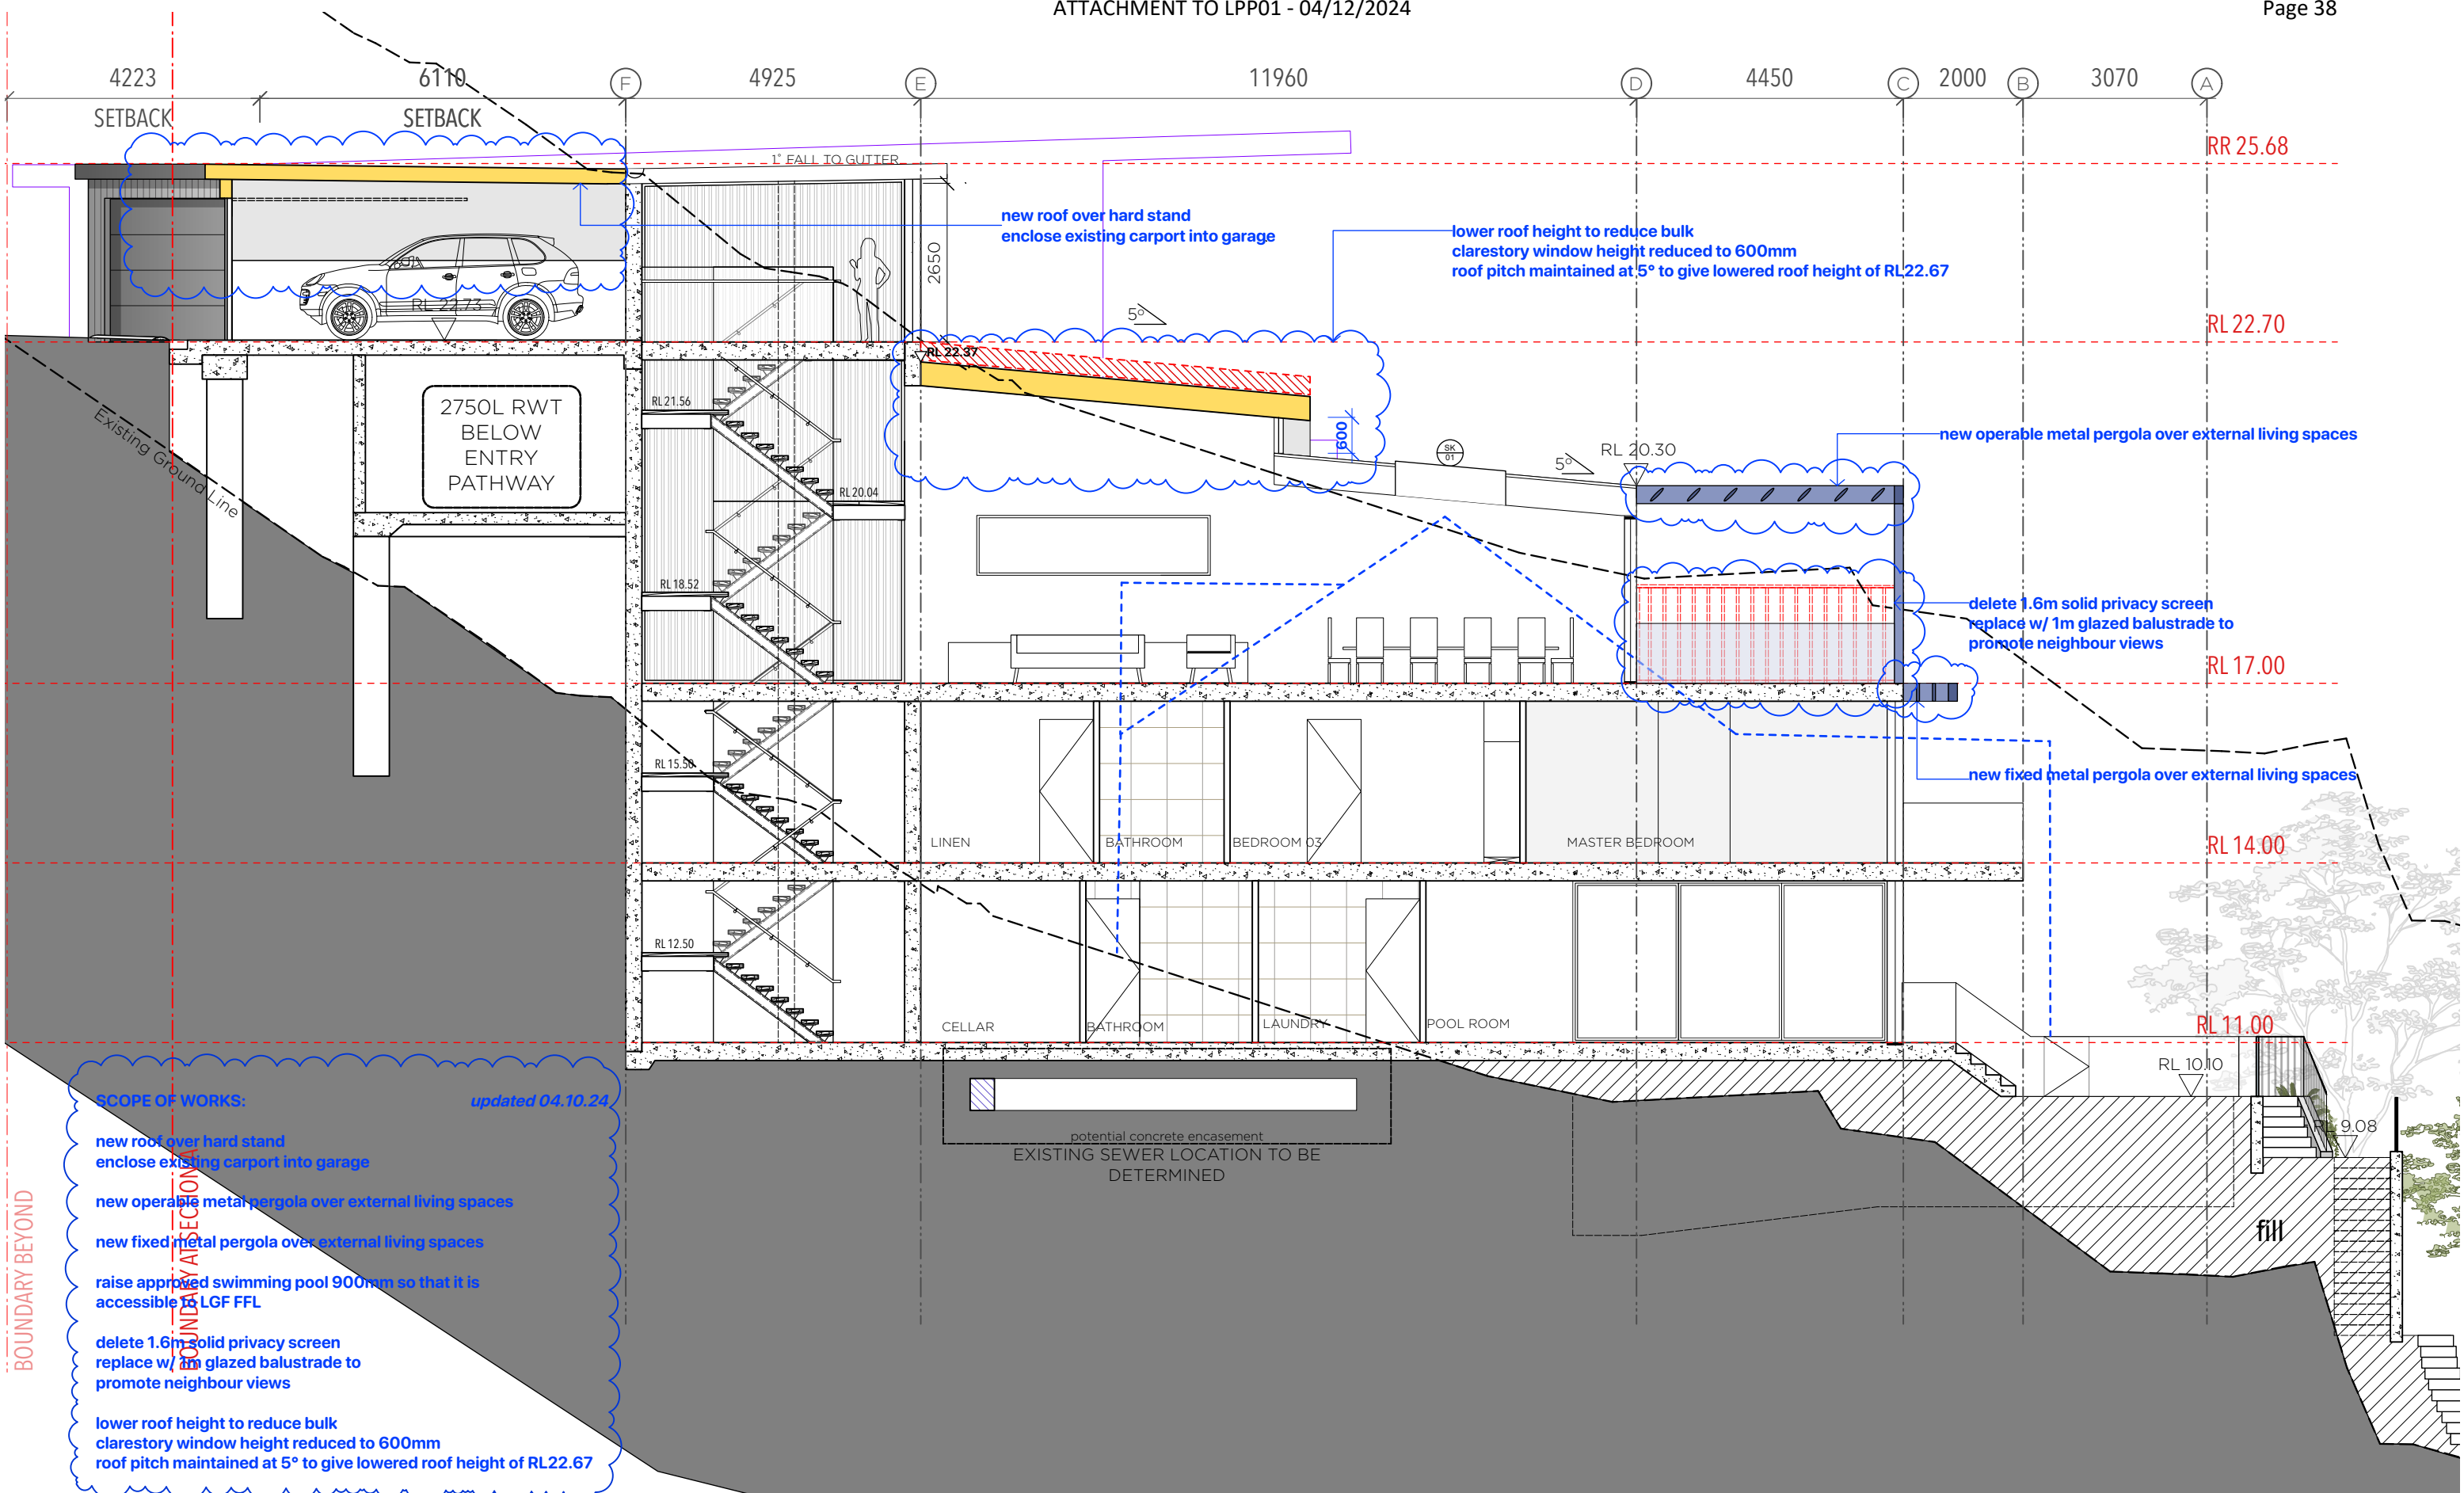 ATTACHMENT TO LPP01 - 04/12/2024
Page 38
4223
6110
F
4925
E
11960
D
4450
C
2000
B
3070
A
SETBACK
SETBACK
RR 25.68
1° FALL TO GUTTER
new roof over hard stand
enclose existing carport into garage
lower roof height to reduce bulk
clarestory window height reduced to 600mm
roof pitch maintained at 5° to give lowered roof height of RL22.67
2650
RL 22.73
5°
RL 22.70
RL 22.37
2750L RWT
BELOW
ENTRY
PATHWAY
RL 21.56
Existing Ground Line
600
SK
01
5°
RL 20.30
new operable metal pergola over external living spaces
RL 20.04
RL 18.52
delete 1.6m solid privacy screen
replace w/ 1m glazed balustrade to
promote neighbour views
RL 17.00
RL 15.50
new fixed metal pergola over external living spaces
LINEN
BATHROOM
BEDROOM 03
MASTER BEDROOM
RL 14.00
RL 12.50
CELLAR
BATHROOM
LAUNDRY
POOL ROOM
RL 11.00
RL 10.10
RL 9.08
potential concrete encasement
EXISTING SEWER LOCATION TO BE
DETERMINED
fill
BOUNDARY BEYOND
BOUNDARY AT SECTION A
SCOPE OF WORKS:
updated 04.10.24
new roof over hard stand
enclose existing carport into garage
new operable metal pergola over external living spaces
new fixed metal pergola over external living spaces
raise approved swimming pool 900mm so that it is
accessible to LGF FFL
delete 1.6m solid privacy screen
replace w/ 1m glazed balustrade to
promote neighbour views
lower roof height to reduce bulk
clarestory window height reduced to 600mm
roof pitch maintained at 5° to give lowered roof height of RL22.67